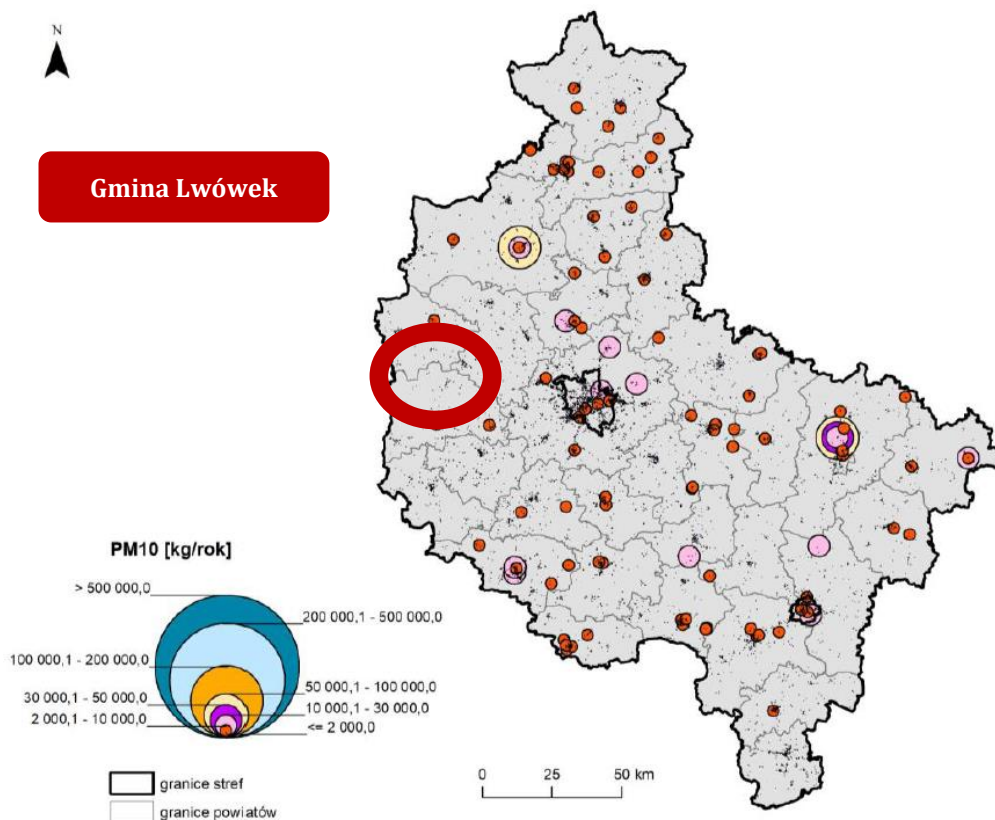 N
Gmina Lwówek
PM10 [kg/rok]
> 500 000,0
200 000,1 - 500 000,0
100 000,1 - 200 000,0
50 000,1 - 100 000,0
30 000,1 - 50 000,0
10 000,1 - 30 000,0
2 000,1 - 10 000,0
<= 2 000,0
granice stref
granice powiatów
0 25 50 km